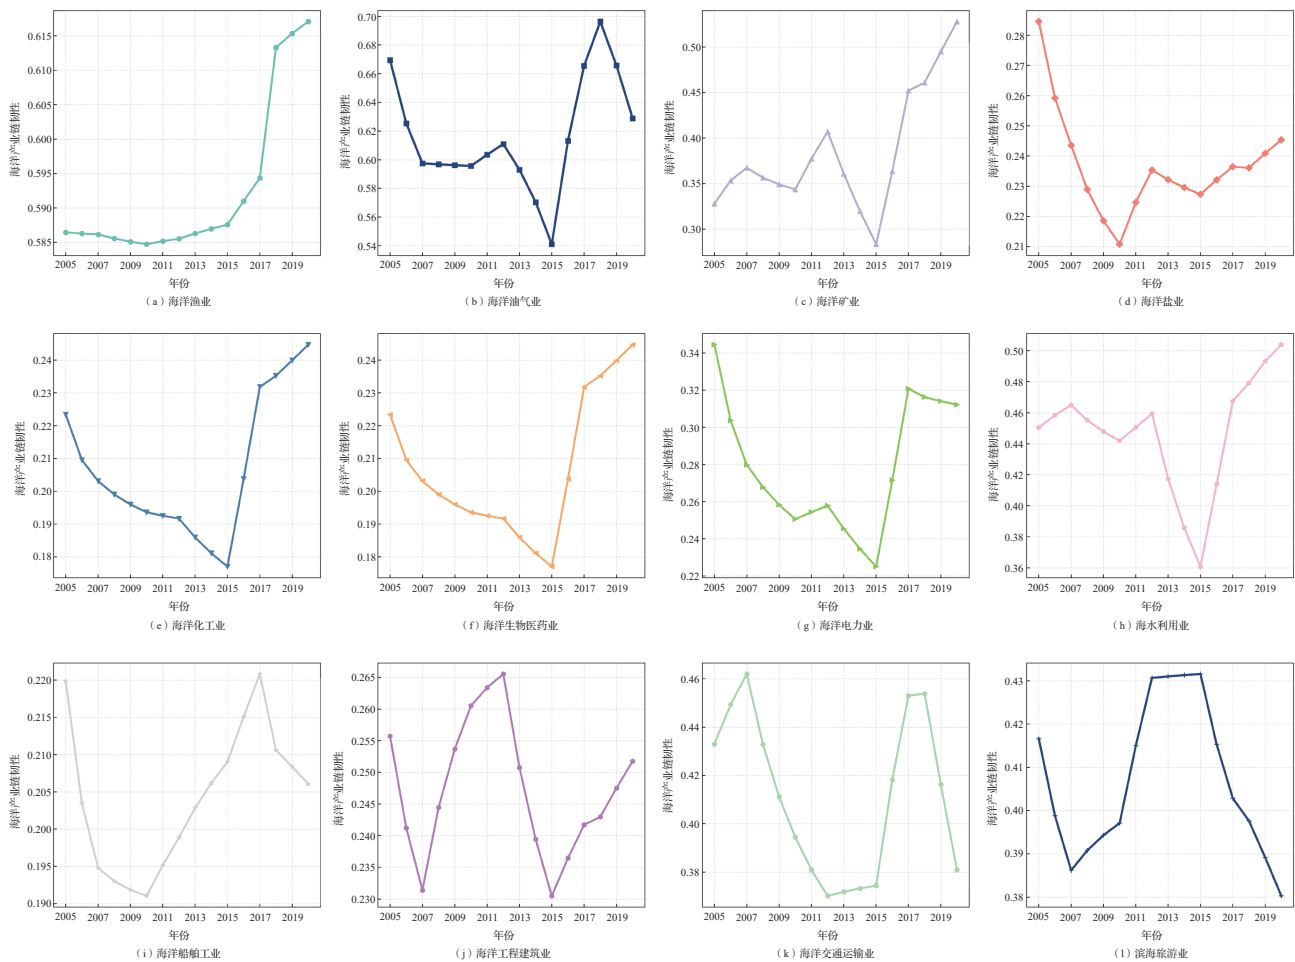 海洋产业链韧性
0.615
0.610
0.605
0.600
0.595
0.590
0.585
2005 2007 2009 2011 2013 2015 2017 2019
年份
（a）海洋渔业
海洋产业链韧性
0.70
0.68
0.66
0.64
0.62
0.60
0.58
0.56
0.54
2005 2007 2009 2011 2013 2015 2017 2019
年份
（b）海洋油气业
海洋产业链韧性
0.50
0.45
0.40
0.35
0.30
2005 2007 2009 2011 2013 2015 2017 2019
年份
（c）海洋矿业
海洋产业链韧性
0.28
0.27
0.26
0.25
0.24
0.23
0.22
0.21
2005 2007 2009 2011 2013 2015 2017 2019
年份
（d）海洋盐业
海洋产业链韧性
0.24
0.23
0.22
0.21
0.20
0.19
0.18
2005 2007 2009 2011 2013 2015 2017 2019
年份
（e）海洋化工业
海洋产业链韧性
0.24
0.23
0.22
0.21
0.20
0.19
0.18
2005 2007 2009 2011 2013 2015 2017 2019
年份
（f）海洋生物医药业
海洋产业链韧性
0.34
0.32
0.30
0.28
0.26
0.24
0.22
2005 2007 2009 2011 2013 2015 2017 2019
年份
（g）海洋电力业
海洋产业链韧性
0.50
0.48
0.46
0.44
0.42
0.40
0.38
0.36
2005 2007 2009 2011 2013 2015 2017 2019
年份
（h）海水利用业
海洋产业链韧性
0.220
0.215
0.210
0.205
0.200
0.195
0.190
2005 2007 2009 2011 2013 2015 2017 2019
年份
（i）海洋船舶工业
海洋产业链韧性
0.265
0.260
0.255
0.250
0.245
0.240
0.235
0.230
2005 2007 2009 2011 2013 2015 2017 2019
年份
（j）海洋工程建筑业
海洋产业链韧性
0.46
0.44
0.42
0.40
0.38
2005 2007 2009 2011 2013 2015 2017 2019
年份
（k）海洋交通运输业
海洋产业链韧性
0.43
0.42
0.41
0.40
0.39
0.38
2005 2007 2009 2011 2013 2015 2017 2019
年份
（l）滨海旅游业